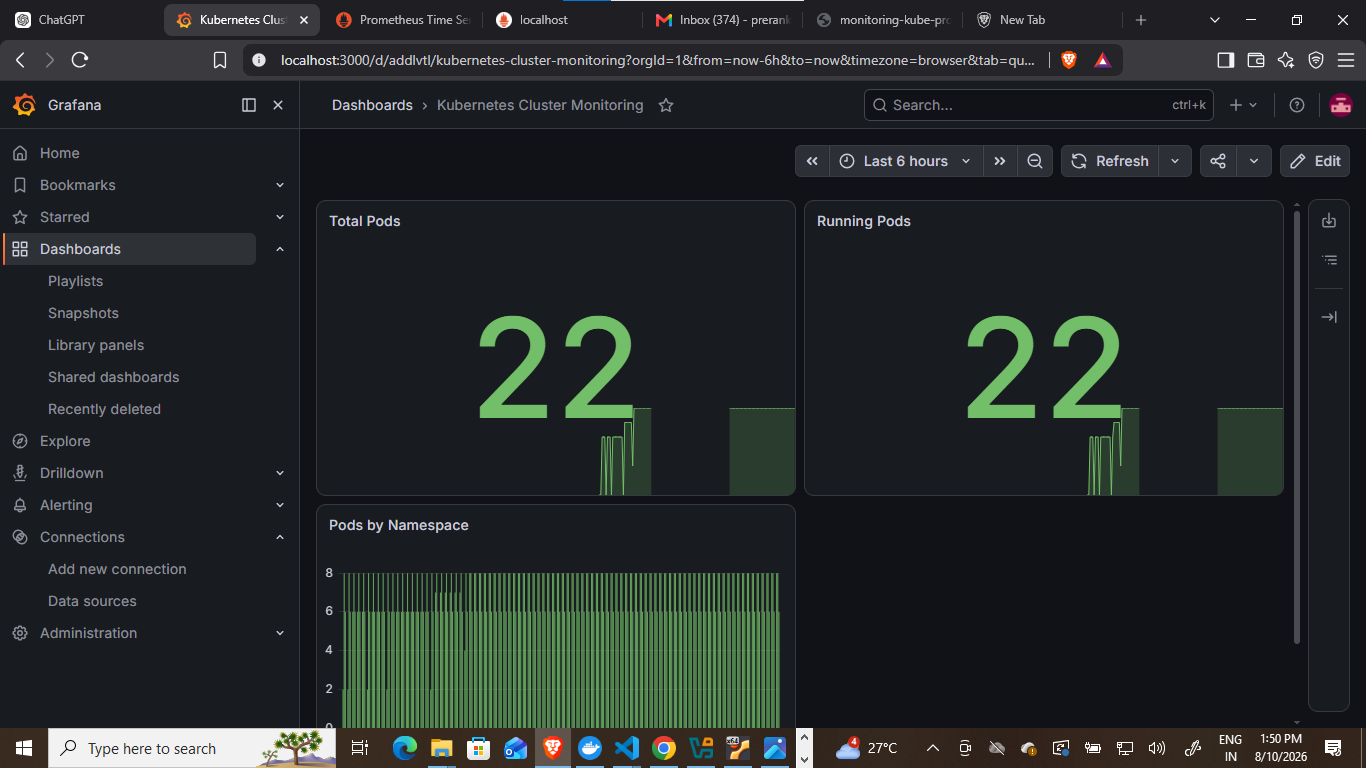 ChatGPT
Kubernetes Clus
Prometheus Time Se
localhost
Inbox (374) - prerank
monitoring-kube-pro
New Tab
localhost:3000/d/addlvtl/kubernetes-cluster-monitoring?orgId=1&from=now-6h&to=now&timezone=browser&tab=qu...
Grafana
Dashboards › Kubernetes Cluster Monitoring
Search... ctrl+k
Home
Bookmarks
Starred
Dashboards
Playlists
Snapshots
Library panels
Shared dashboards
Recently deleted
Explore
Drilldown
Alerting
Connections
Add new connection
Data sources
Administration
Last 6 hours
Refresh
Edit
Total Pods
22
Running Pods
22
Pods by Namespace
8
6
4
2
0
Type here to search
4
27°C
ENG
IN
1:50 PM
8/10/2026